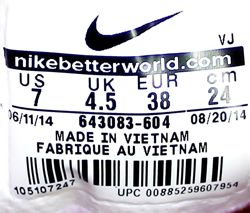 VJ
nikebetterworld.com
US UK EUR cm
7 4.5 38 24
06/11/14 643083-604 08/20/14
MADE IN VIETNAM
FABRIQUE AU VIETNAM
105107247
UPC 00885259607954